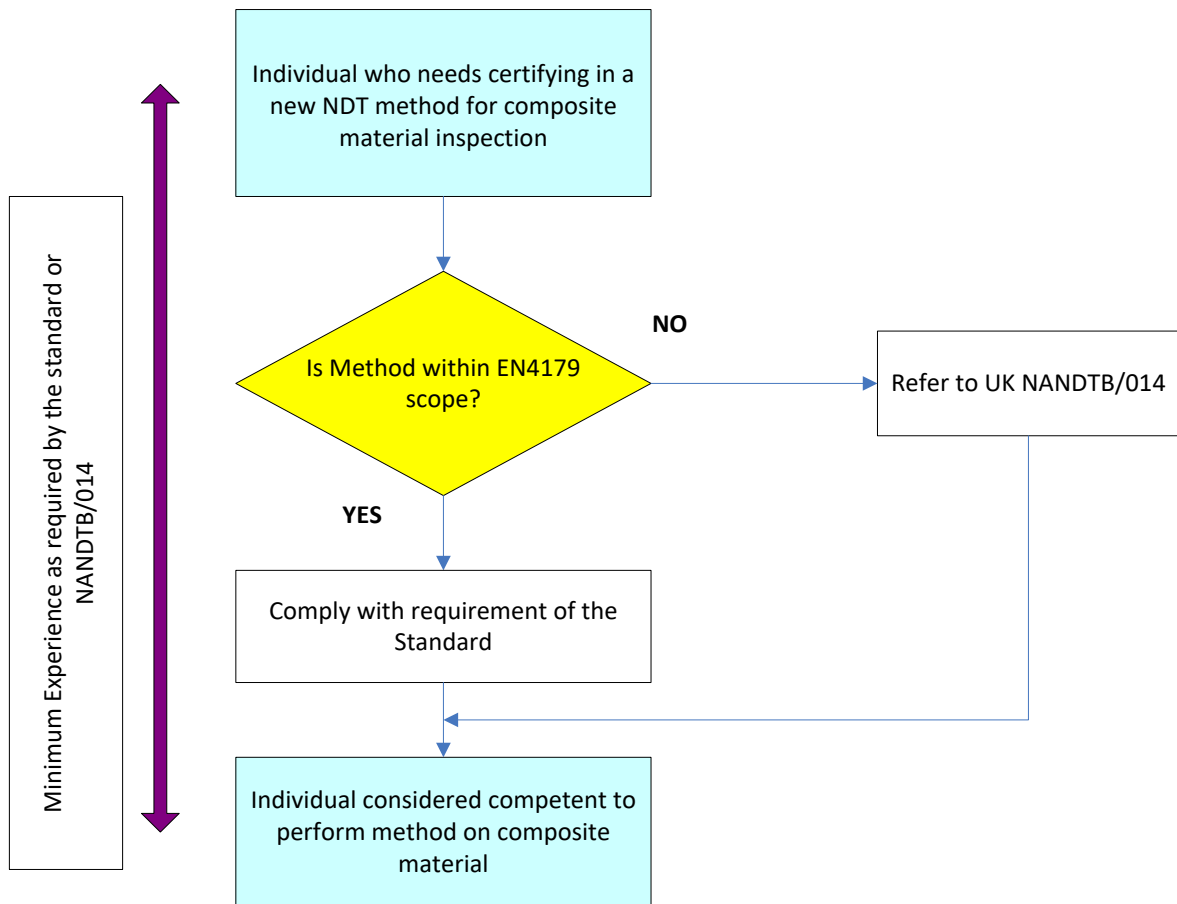 Individual who needs certifying in a
new NDT method for composite
material inspection
Minimum Experience as required by the standard or
NANDTB/014
Is Method within EN4179
scope?
NO
Refer to UK NANDTB/014
YES
Comply with requirement of the
Standard
Individual considered competent to
perform method on composite
material